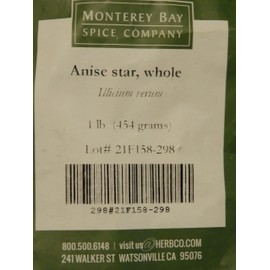 MONTEREY BAY
SPICE COMPANY
Anise star, whole
Illicium verum
1 lb. (454 grams)
Lot# 21F158-298
298#21F158-298
800.500.6148 | visit us @ HERBCO.COM
241 WALKER ST WATSONVILLE CA 95076